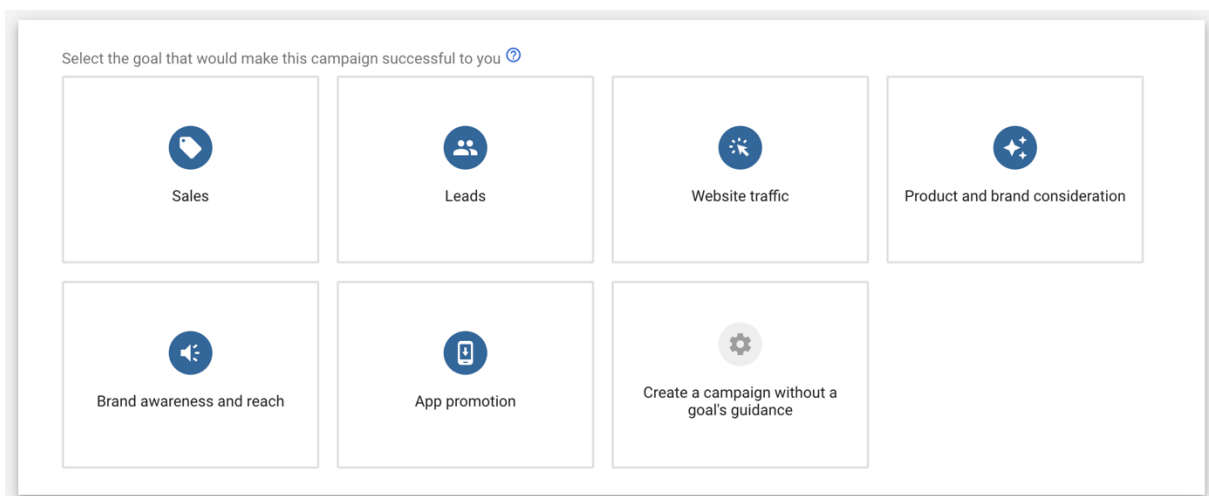 Select the goal that would make this campaign successful to you
Sales
Leads
Website traffic
Product and brand consideration
Brand awareness and reach
App promotion
Create a campaign without a
goal's guidance